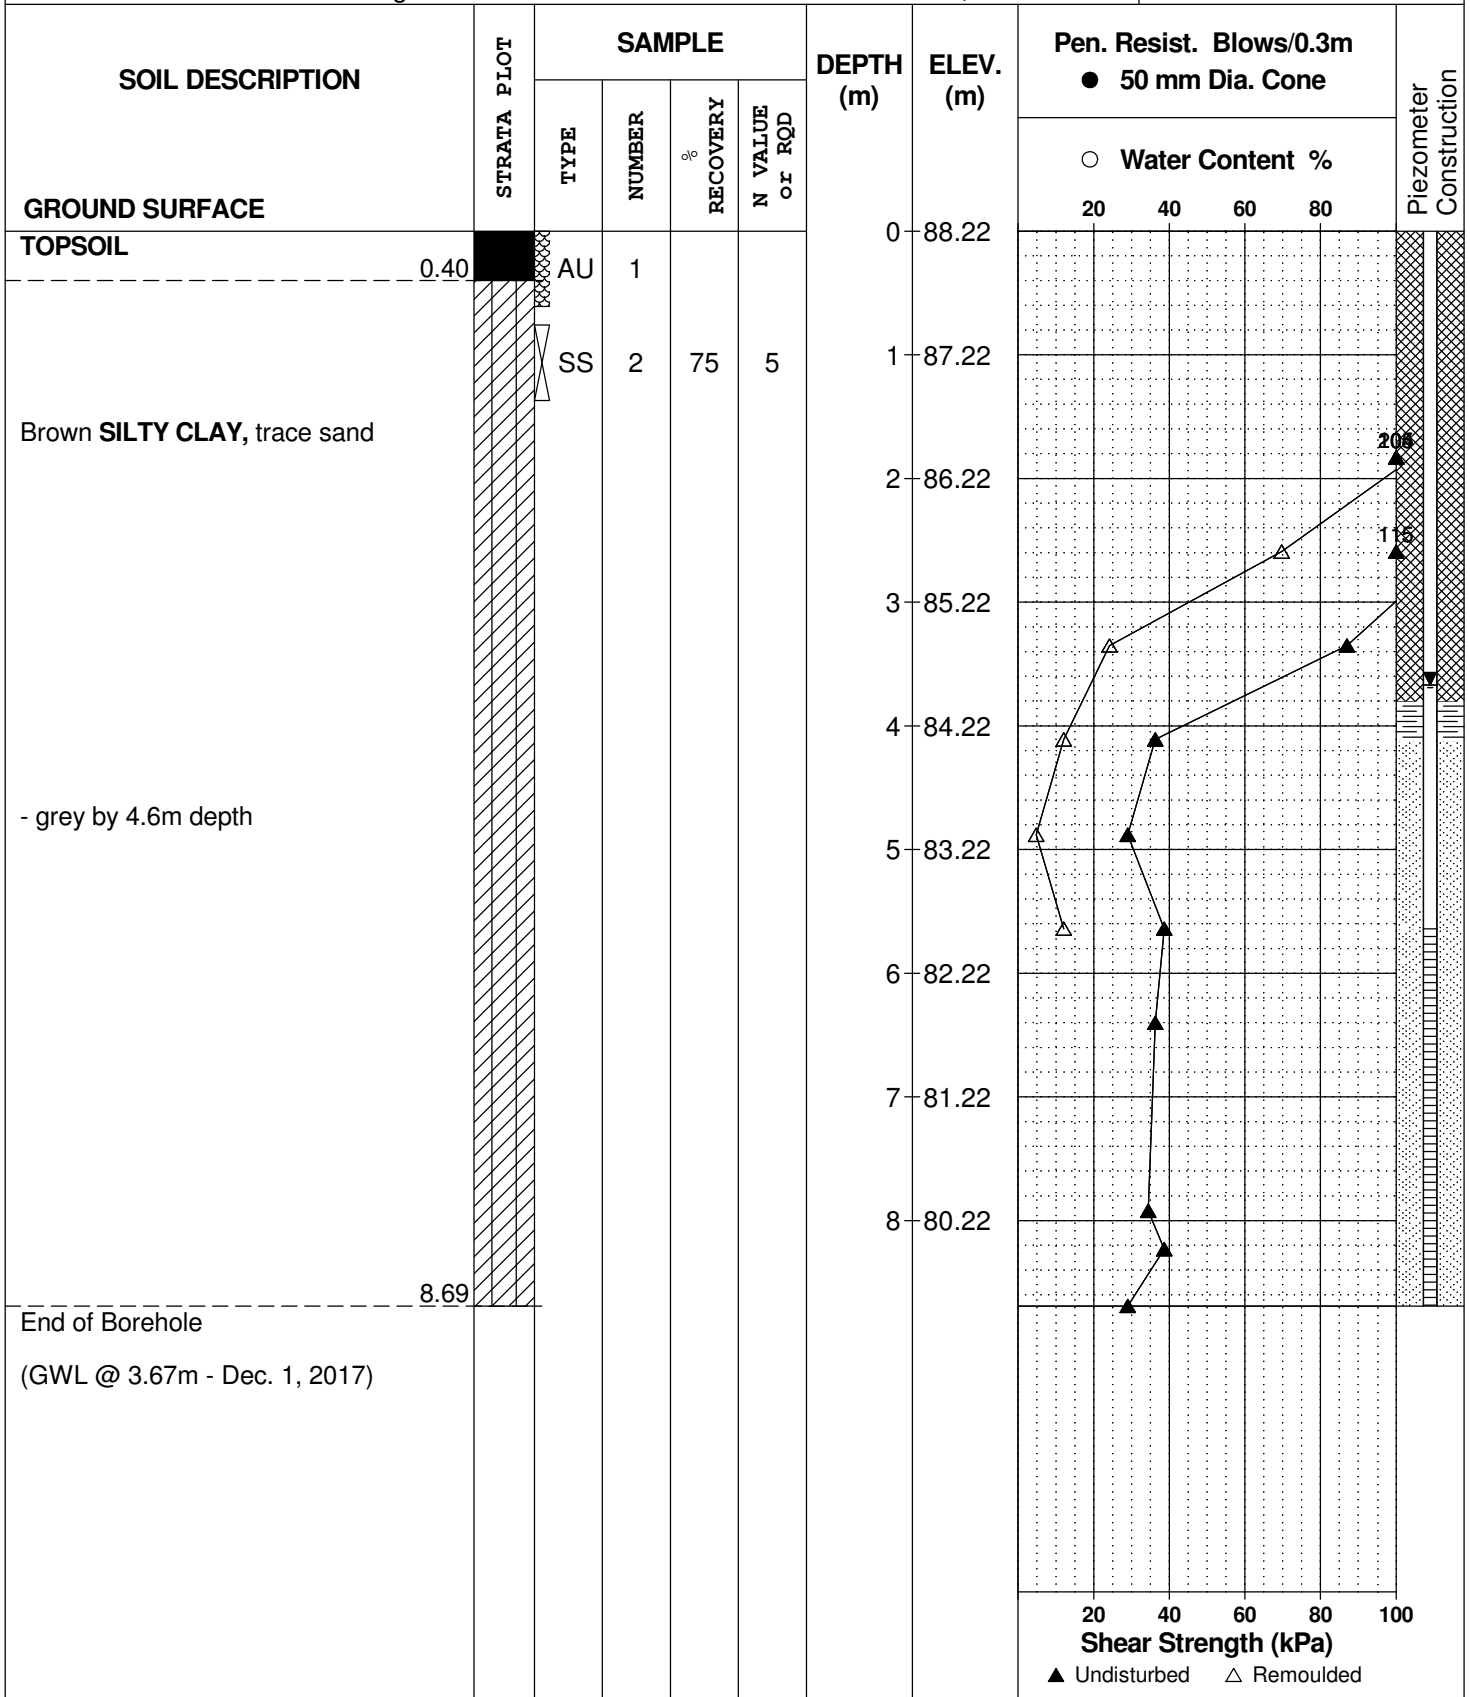 SOIL DESCRIPTION
GROUND SURFACE
STRATA PLOT
SAMPLE
TYPE
NUMBER
%
RECOVERY
N VALUE
or RQD
DEPTH
(m)
ELEV.
(m)
Pen. Resist. Blows/0.3m
● 50 mm Dia. Cone
○ Water Content %
20 40 60 80
Piezometer
Construction
TOPSOIL
0.40
AU 1
0 88.22
SS 2 75 5
1 87.22
Brown SILTY CLAY, trace sand
2 86.22
115
3 85.22
4 84.22
- grey by 4.6m depth
5 83.22
6 82.22
7 81.22
8 80.22
8.69
End of Borehole
(GWL @ 3.67m - Dec. 1, 2017)
20 40 60 80 100
Shear Strength (kPa)
▲ Undisturbed △ Remoulded